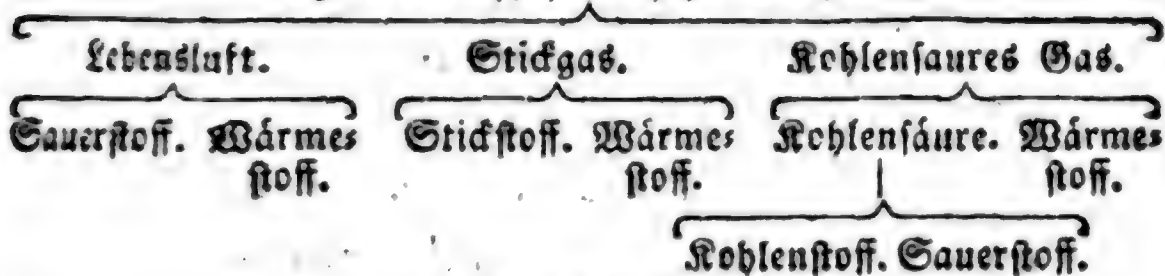 Lebensluft. Stickgas. Kohlensaures Gas.
Sauerstoff. Wärme- Stickstoff. Wärme- Kohlensäure. Wärme-
stoff. stoff. stoff.
Kohlenstoff. Sauerstoff.